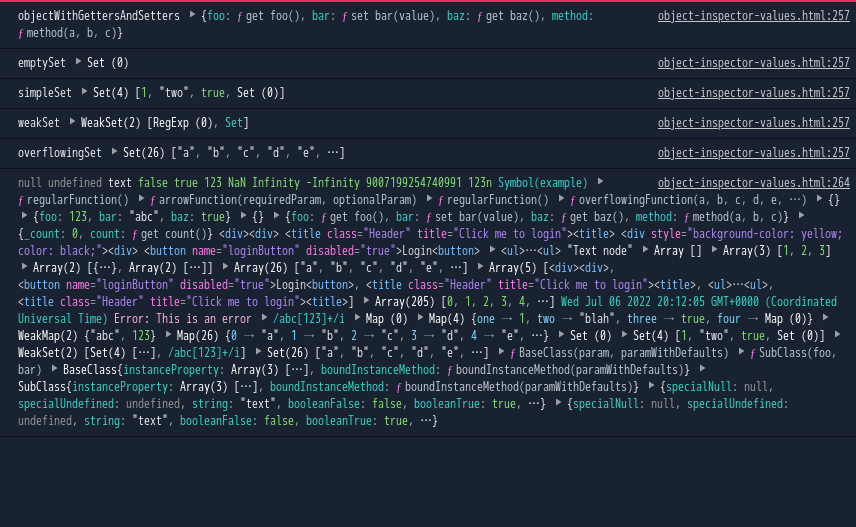 objectWithGettersAndSetters ▶ {foo: ƒ get foo(), bar: ƒ set bar(value), baz: ƒ get baz(), method: object-inspector-values.html:257
ƒ method(a, b, c)}
emptySet ▶ Set (0) object-inspector-values.html:257
simpleSet ▶ Set(4) [1, "two", true, Set (0)] object-inspector-values.html:257
weakSet ▶ WeakSet(2) [RegExp (0), Set] object-inspector-values.html:257
overflowingSet ▶ Set(26) ["a", "b", "c", "d", "e", …] object-inspector-values.html:257
null undefined text false true 123 NaN Infinity -Infinity 9007199254740991 123n Symbol(example) ▶ object-inspector-values.html:264
ƒ regularFunction() ▶ ƒ arrowFunction(requiredParam, optionalParam) ▶ ƒ regularFunction() ▶ ƒ overflowingFunction(a, b, c, d, e, …) ▶ {}
▶ {foo: 123, bar: "abc", baz: true} ▶ {} ▶ {foo: ƒ get foo(), bar: ƒ set bar(value), baz: ƒ get baz(), method: ƒ method(a, b, c)} ▶
{_count: 0, count: ƒ get count()} <div><div> <title class="Header" title="Click me to login"><title> <div style="background-color: yellow;
color: black;"><div> <button name="loginButton" disabled="true">Login<button> ▶ <ul>…<ul> "Text node" ▶ Array [] ▶ Array(3) [1, 2, 3]
▶ Array(2) [{…}, Array(2) […]] ▶ Array(26) ["a", "b", "c", "d", "e", …] ▶ Array(5) [<div><div>,
<button name="loginButton" disabled="true">Login<button>, <title class="Header" title="Click me to login"><title>, <ul>…<ul>,
<title class="Header" title="Click me to login"><title>] ▶ Array(205) [0, 1, 2, 3, 4, …] Wed Jul 06 2022 20:12:05 GMT+0000 (Coordinated
Universal Time) Error: This is an error ▶ /abc[123]+/i ▶ Map (0) ▶ Map(4) {one → 1, two → "blah", three → true, four → Map (0)} ▶
WeakMap(2) {"abc", 123} ▶ Map(26) {0 → "a", 1 → "b", 2 → "c", 3 → "d", 4 → "e", …} ▶ Set (0) ▶ Set(4) [1, "two", true, Set (0)] ▶
WeakSet(2) [Set(4) […], /abc[123]+/i] ▶ Set(26) ["a", "b", "c", "d", "e", …] ▶ ƒ BaseClass(param, paramWithDefaults) ▶ ƒ SubClass(foo,
bar) ▶ BaseClass{instanceProperty: Array(3) […], boundInstanceMethod: ƒ boundInstanceMethod(paramWithDefaults)} ▶
SubClass{instanceProperty: Array(3) […], boundInstanceMethod: ƒ boundInstanceMethod(paramWithDefaults)} ▶ {specialNull: null,
specialUndefined: undefined, string: "text", booleanFalse: false, booleanTrue: true, …} ▶ {specialNull: null, specialUndefined:
undefined, string: "text", booleanFalse: false, booleanTrue: true, …}